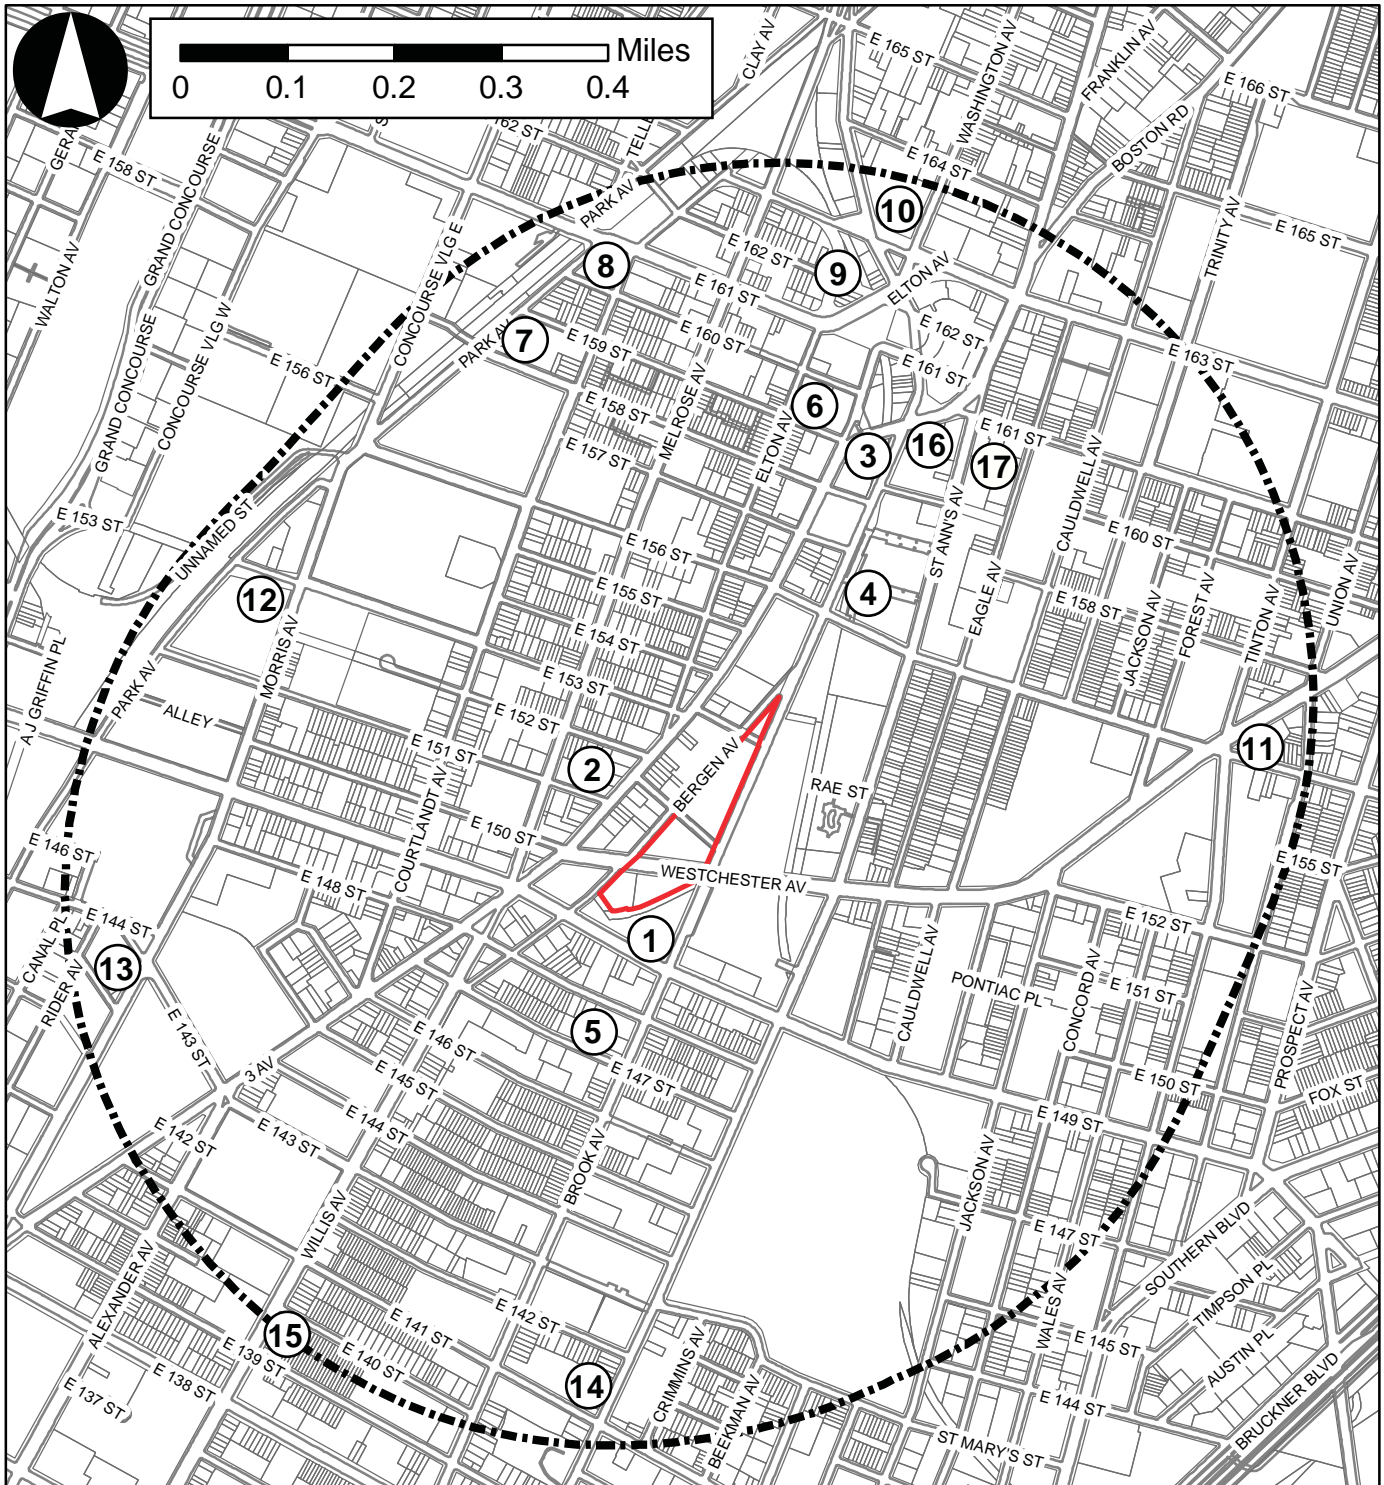 Miles
0 0.1 0.2 0.3 0.4
CLAY AV
E 165 ST
WASHINGTON AV
FRANKLIN AV
E 166 ST
BOSTON RD
E 158 ST
GRAND CONCOURSE
E 164 ST
PARK AV
10
TRINITY AV
E 165 ST
WALTON AV
CONCOURSE VLG E
8
E 162 ST
9
ELTON AV
E 161 ST
GRAND CONCOURSE
CONCOURSE VLG W
PARK AV
7
E 159 ST
E 160 ST
E 162 ST
E 163 ST
E 156 ST
E 161 ST
MELROSE AV
6
E 158 ST
ELTON AV
E 157 ST
3
16
E 161 ST
17
CAULDWELL AV
E 153 ST
UNNAMED ST
E 156 ST
ST ANN'S AV
E 160 ST
12
E 155 ST
4
EAGLE AV
E 158 ST
JACKSON AV
FOREST AV
TINTON AV
UNION AV
A J GRIFFIN PL
PARK AV
MORRIS AV
E 154 ST
ALLEY
E 153 ST
E 152 ST
E 151 ST
2
BERGEN AV
RAE ST
11
COURTLANDT AV
E 150 ST
E 146 ST
E 148 ST
WESTCHESTER AV
E 155 ST
E 144 ST
CANAL PL
13
RIDER AV
1
CAULDWELL AV
E 152 ST
PONTIAC PL
CONCORD AV
E 151 ST
E 143 ST
5
E 146 ST
PROSPECT AV
3 AV
E 145 ST
E 147 ST
E 150 ST
FOX ST
E 142 ST
E 143 ST
E 144 ST
BROOK AV
E 149 ST
JACKSON AV
WILLIS AV
E 147 ST
SOUTHERN BLVD
TIMPSON PL
ALEXANDER AV
15
E 141 ST
E 142 ST
WALES AV
E 145 ST
AUSTIN PL
E 139 ST
E 140 ST
14
CRIMMINS AV
E 138 ST
E 137 ST
BEEKMAN AV
E 144 ST
ST MARY'S ST
BRUCKNER BLVD